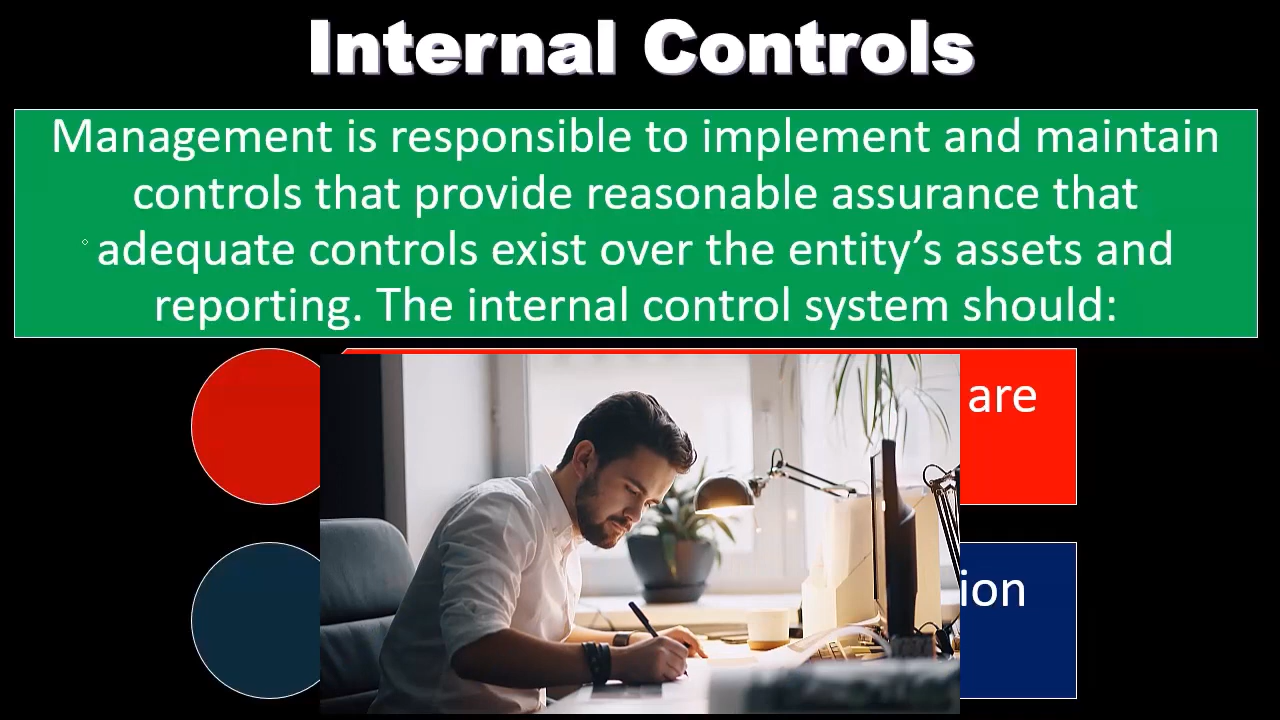 Internal Controls
Management is responsible to implement and maintain
controls that provide reasonable assurance that
adequate controls exist over the entity’s assets and
reporting. The internal control system should:
are